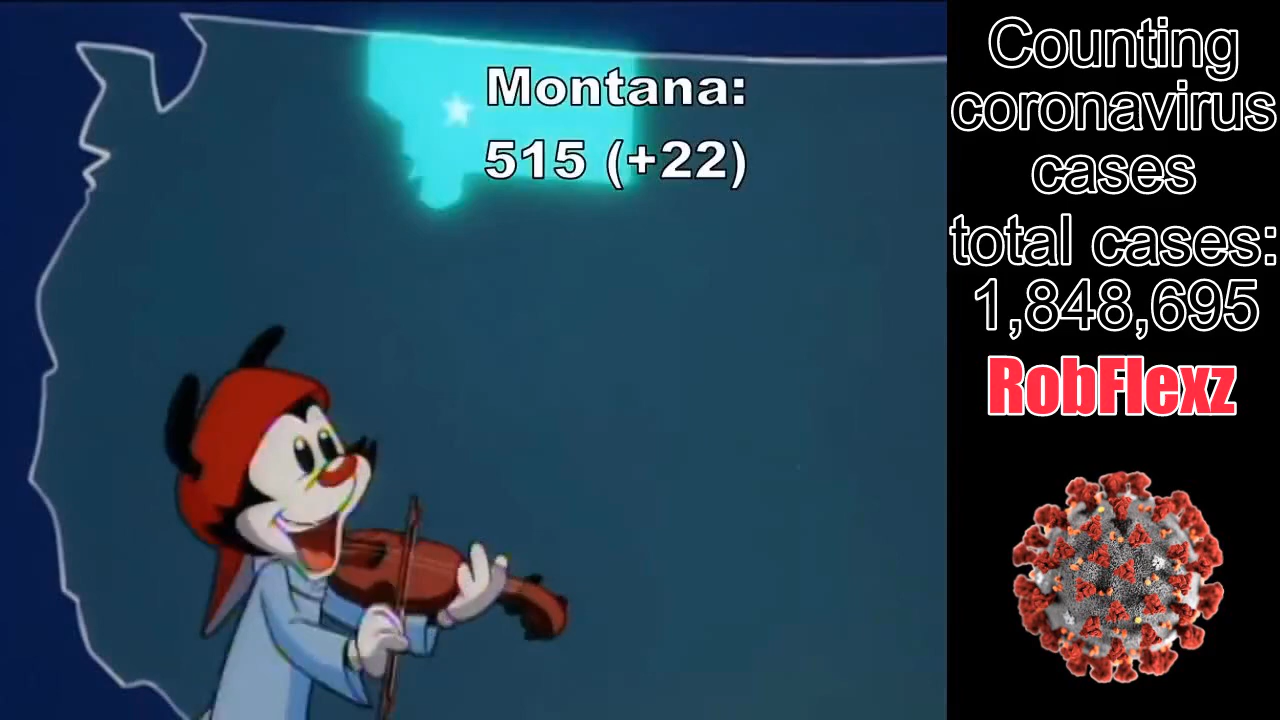 Montana:
515 (+22)
Counting
coronavirus
cases
total cases:
1,848,695
RobFlexz